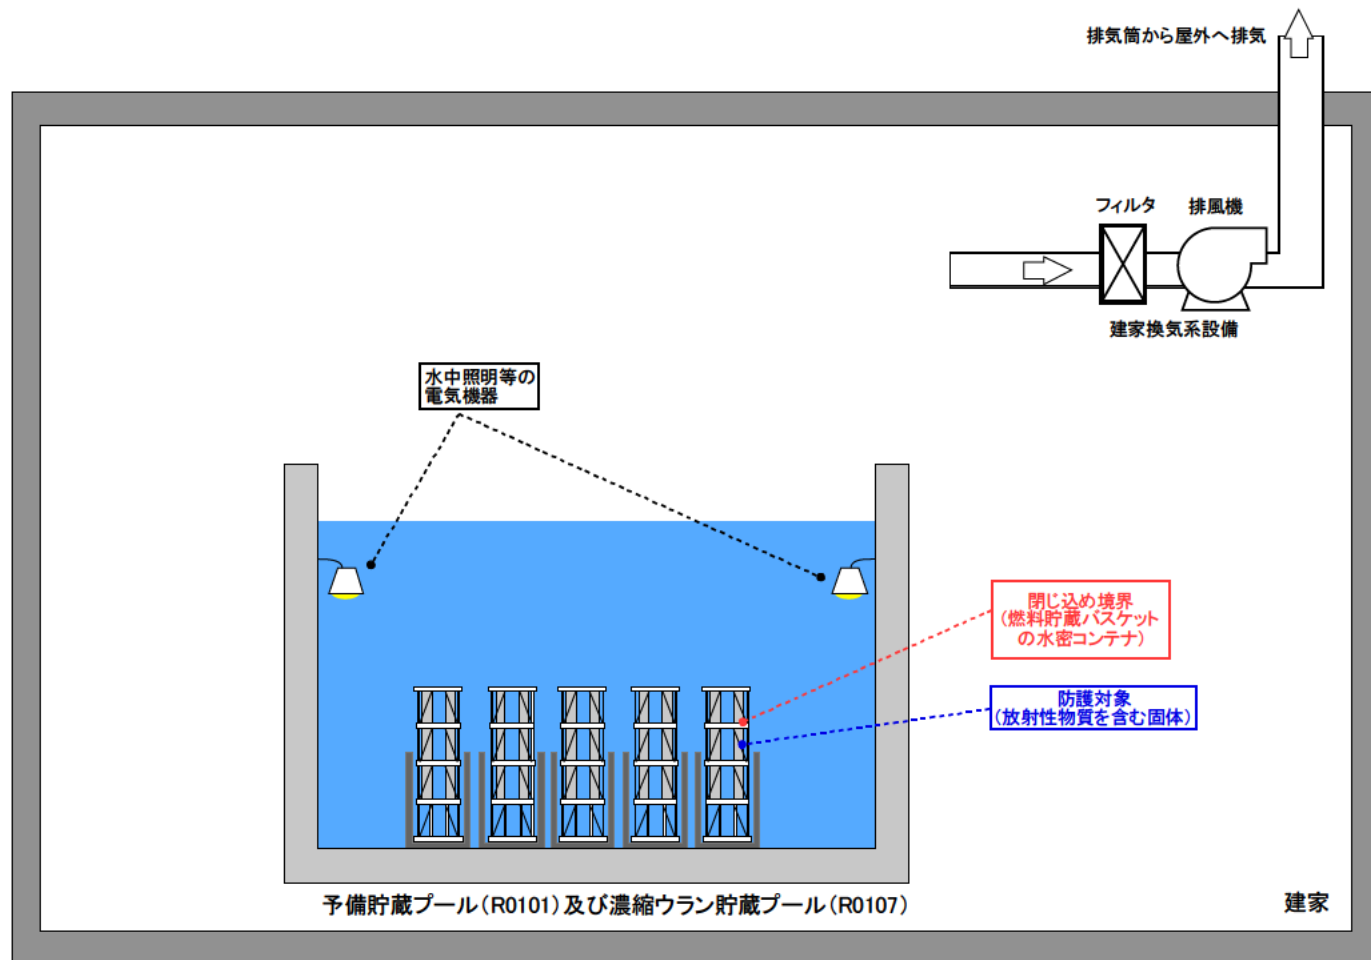 排気筒から屋外へ排気
フィルタ
排風機
建家換気系設備
水中照明等の
電気機器
閉じ込め境界
(燃料貯蔵バスケット
の水密コンテナ)
防護対象
(放射性物質を含む固体)
予備貯蔵プール(R0101)及び濃縮ウラン貯蔵プール(R0107)
建家